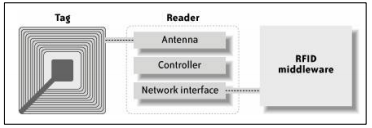 Tag
Reader
Antenna
Controller
Network interface
RFID
middleware